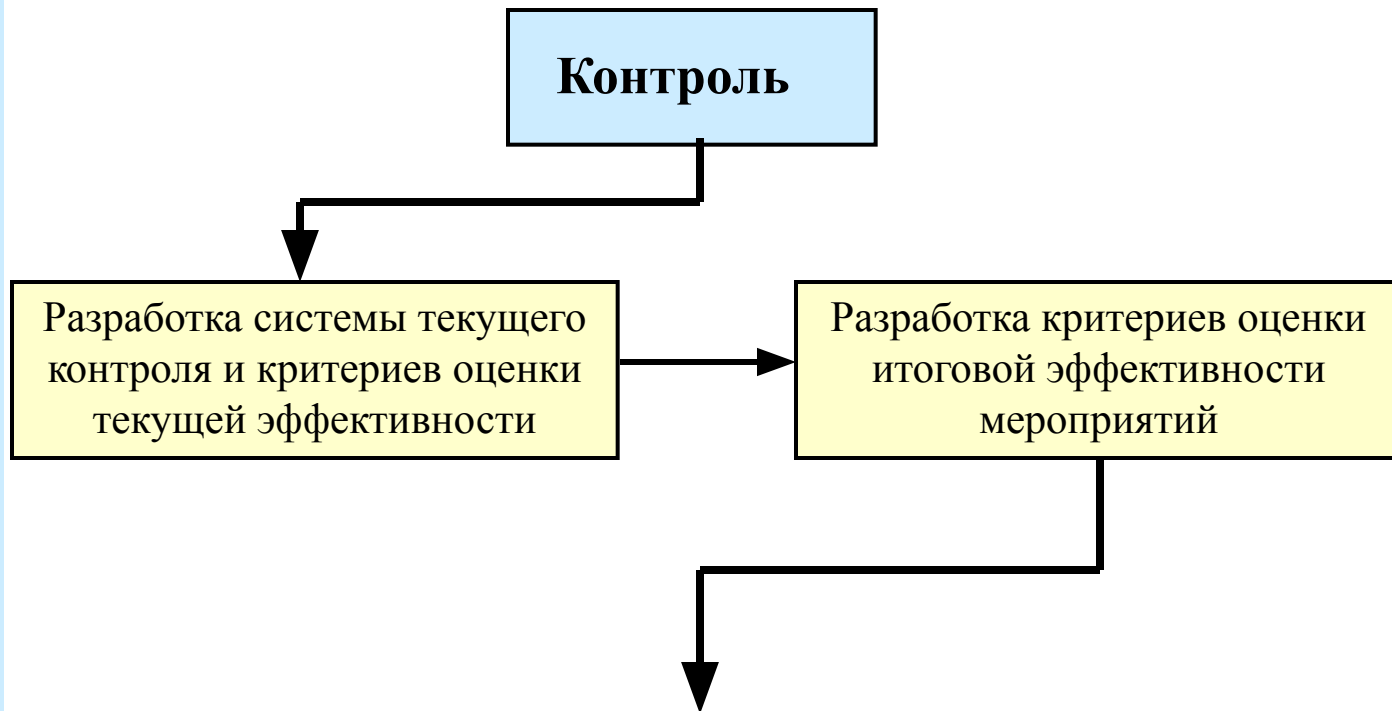 Контроль
Разработка системы текущего
контроля и критериев оценки
текущей эффективности
Разработка критериев оценки
итоговой эффективности
мероприятий